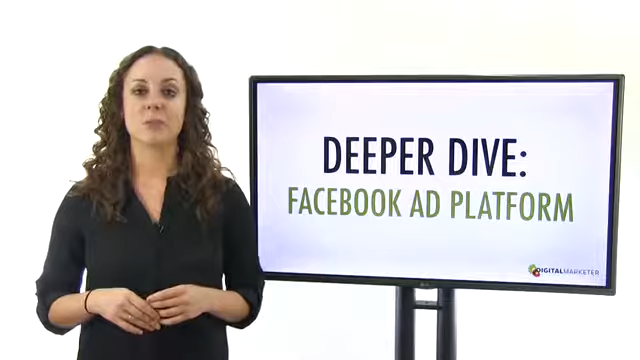 DEEPER DIVE:
FACEBOOK AD PLATFORM
DIGITALMARKETER